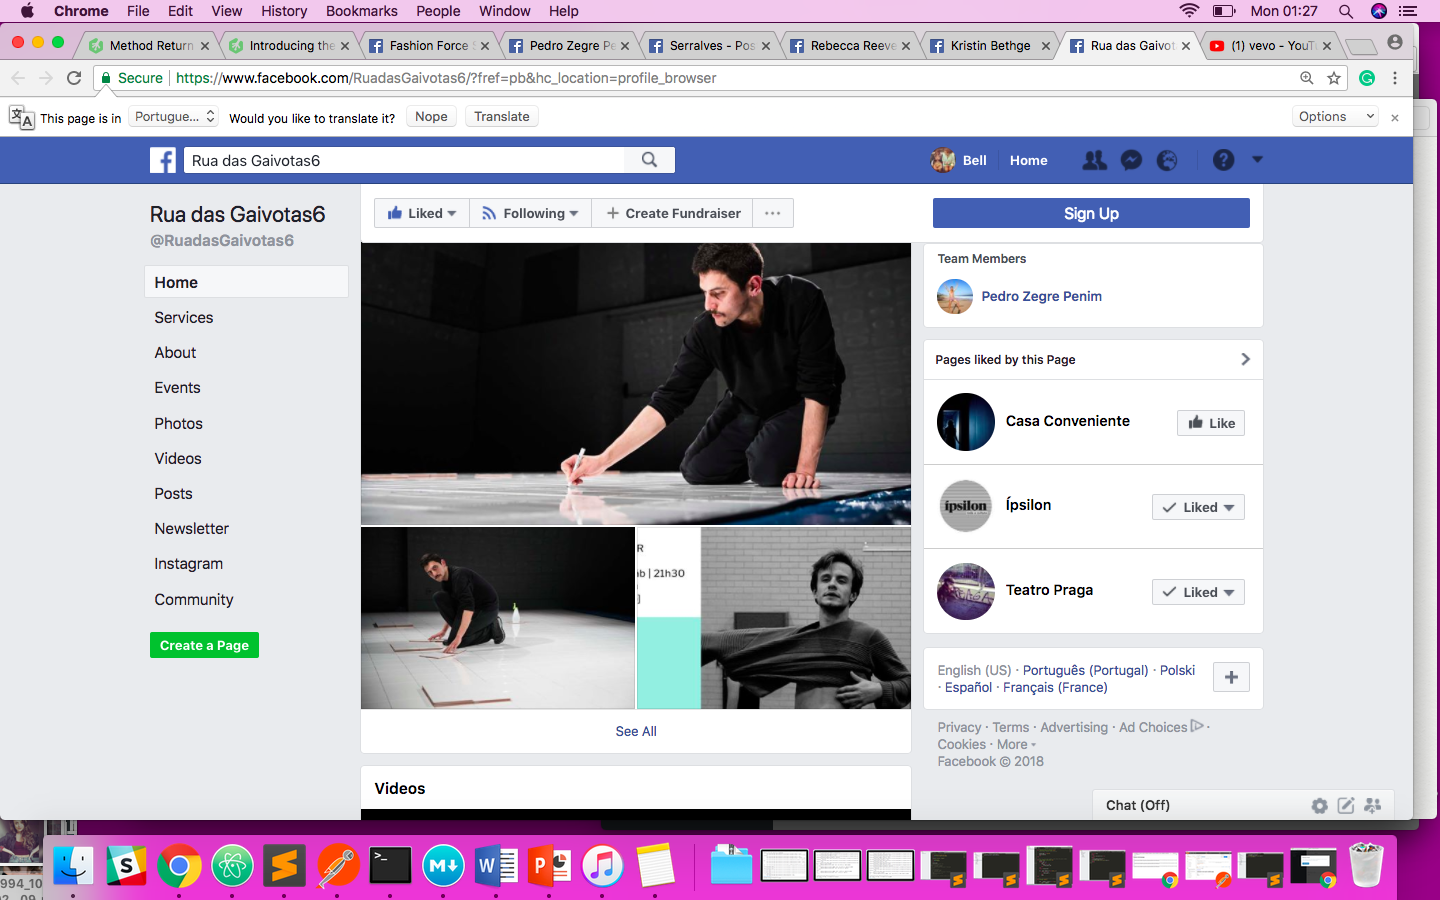 Chrome File Edit View History Bookmarks People Window Help Mon 01:27
Method Return Introducing the Fashion Force S Pedro Zegre Pe Serralves - Pos Rebecca Reeve Kristin Bethge Rua das Gaivot (1) vevo - YouT
Secure https://www.facebook.com/RuadasGaivotas6/?fref=pb&hc_location=profile_browser
This page is in Portugue... Would you like to translate it? Nope Translate Options
Rua das Gaivotas6 Bell Home
Rua das Gaivotas6
@RuadasGaivotas6
Home
Services
About
Events
Photos
Videos
Posts
Newsletter
Instagram
Community
Create a Page
Liked Following Create Fundraiser Sign Up
R
ab | 21h30
]
See All
Videos
Team Members
Pedro Zegre Penim
Pages liked by this Page
Casa Conveniente Like
ípsilon
Ípsilon Liked
Teatro Praga Liked
English (US) · Português (Portugal) · Polski
· Español · Français (France)
Privacy · Terms · Advertising · Ad Choices ·
Cookies · More
Facebook © 2018
Chat (Off)
994_10